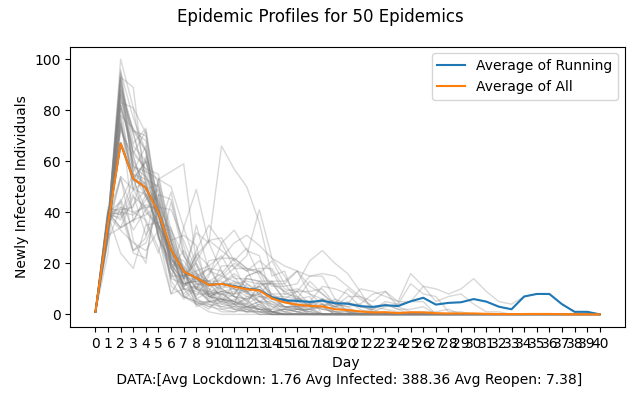 Epidemic Profiles for 50 Epidemics
Average of Running
Average of All
Newly Infected Individuals
100
80
60
40
20
0
0 1 2 3 4 5 6 7 8 9 10 11 12 13 14 15 16 17 18 19 20 21 22 23 24 25 26 27 28 29 30 31 32 33 34 35 36 37 38 39 40
Day
DATA:[Avg Lockdown: 1.76 Avg Infected: 388.36 Avg Reopen: 7.38]